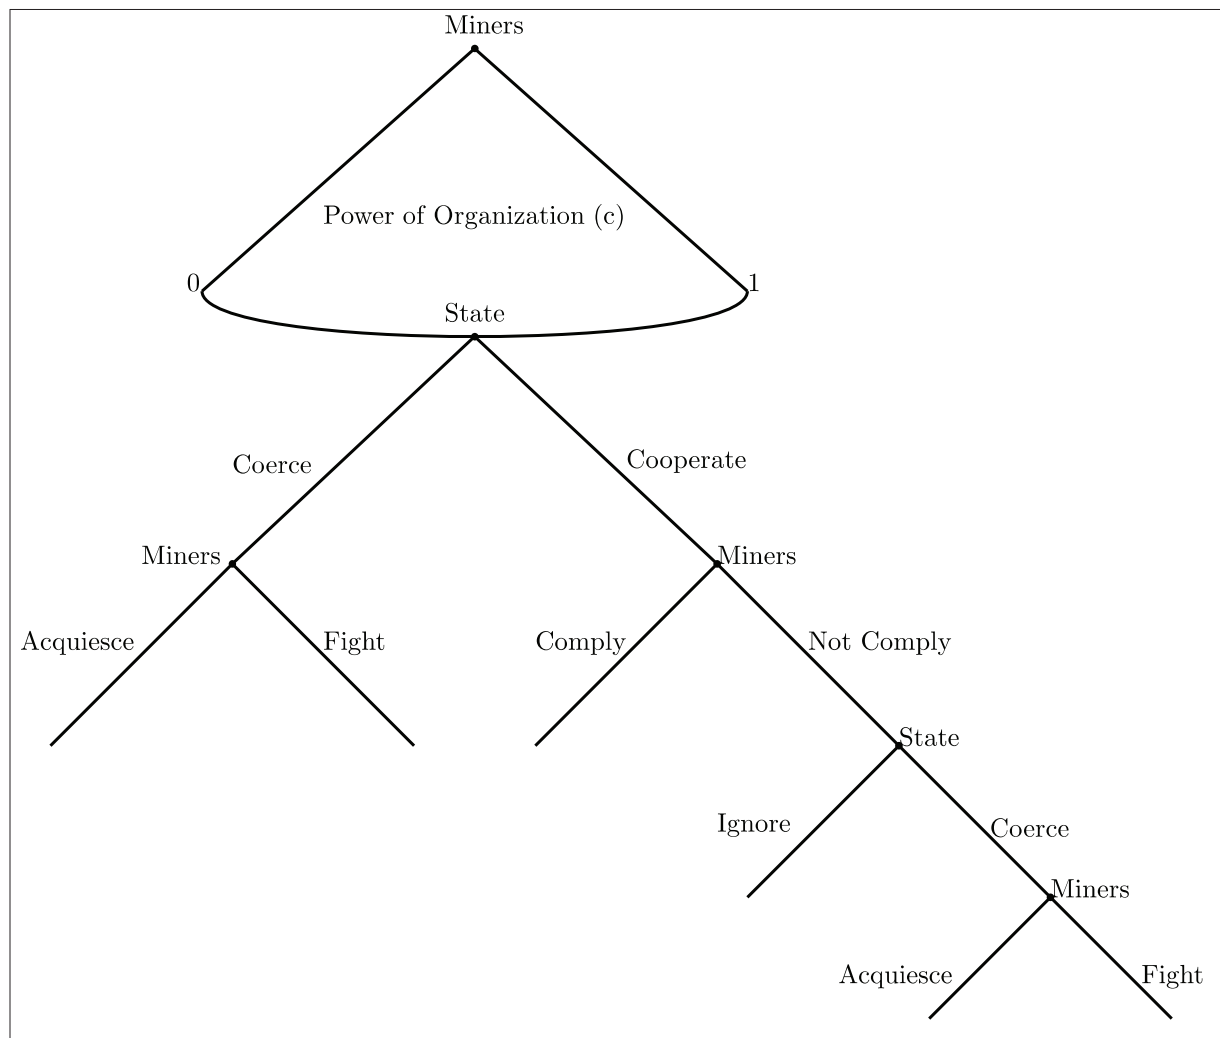 Miners
Power of Organization (c)
0
1
State
Coerce
Cooperate
Miners
Miners
Acquiesce
Fight
Comply
Not Comply
State
Ignore
Coerce
Miners
Acquiesce
Fight